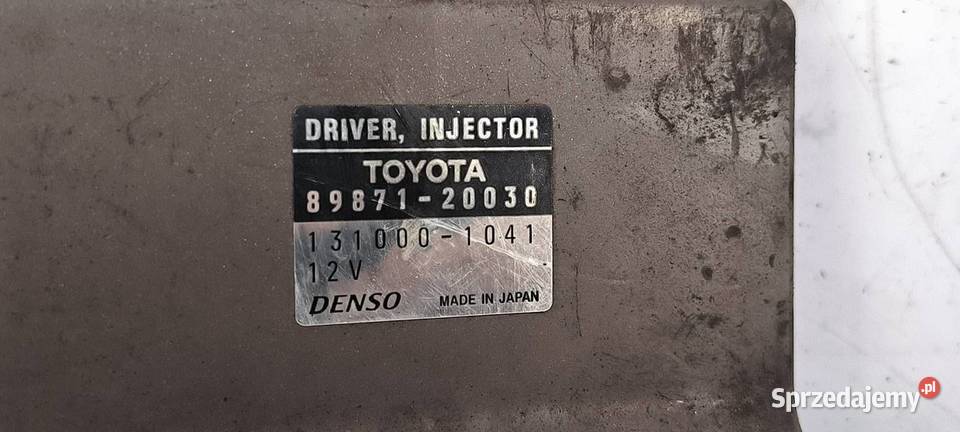 DRIVER, INJECTOR
TOYOTA
89871-20030
131000-1041
12V
DENSO MADE IN JAPAN
Sprzedajemy.pl